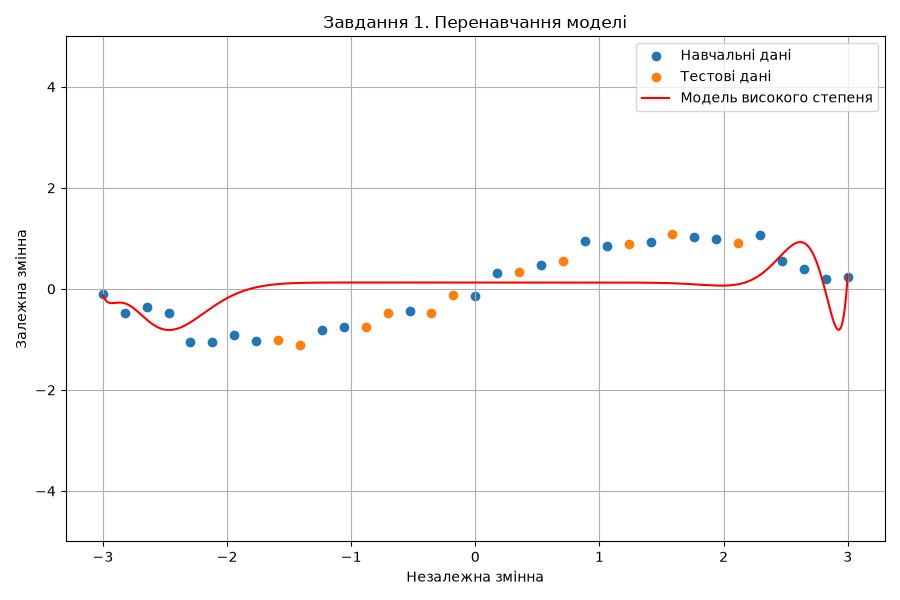 Завдання 1. Перенавчання моделі
Навчальні дані
Тестові дані
Модель високого степеня
Залежна змінна
4
2
0
−2
−4
−3
−2
−1
0
1
2
3
Незалежна змінна